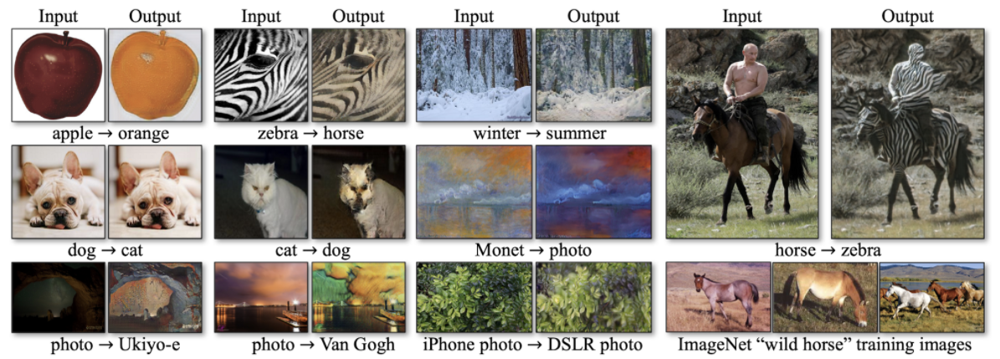 Input Output Input Output Input Output Input Output
apple → orange zebra → horse winter → summer
dog → cat cat → dog Monet → photo horse → zebra
photo → Ukiyo-e photo → Van Gogh iPhone photo → DSLR photo ImageNet “wild horse” training images